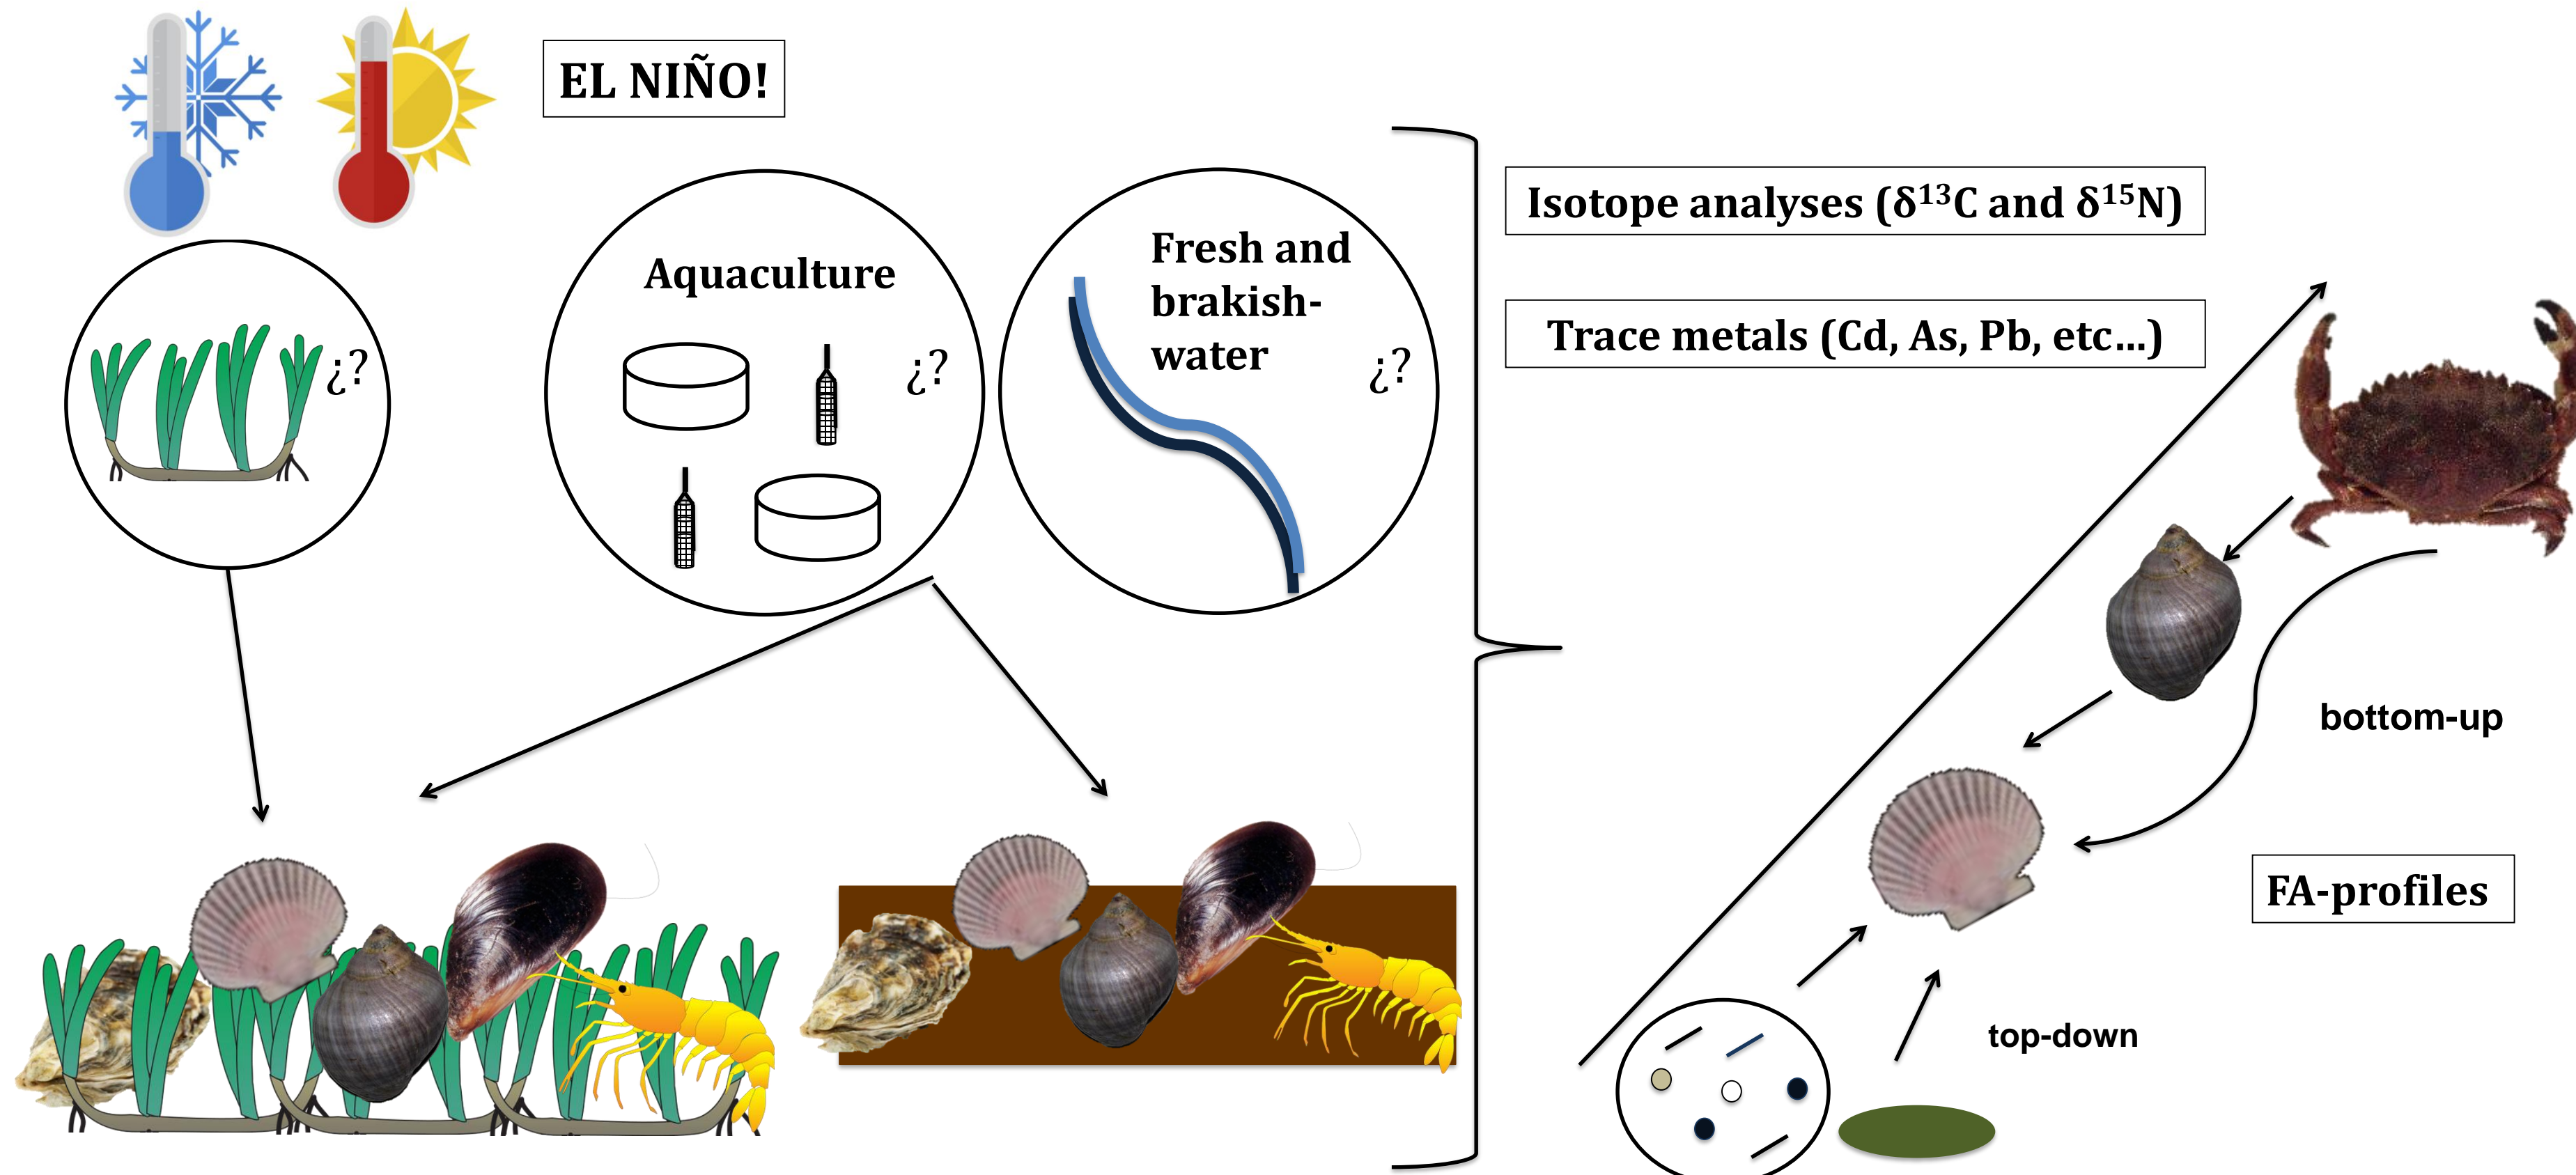 EL NIÑO!
¿?
Aquaculture
¿?
Fresh and
brakish-
water
¿?
Isotope analyses (δ¹³C and δ¹⁵N)
Trace metals (Cd, As, Pb, etc...)
bottom-up
FA-profiles
top-down